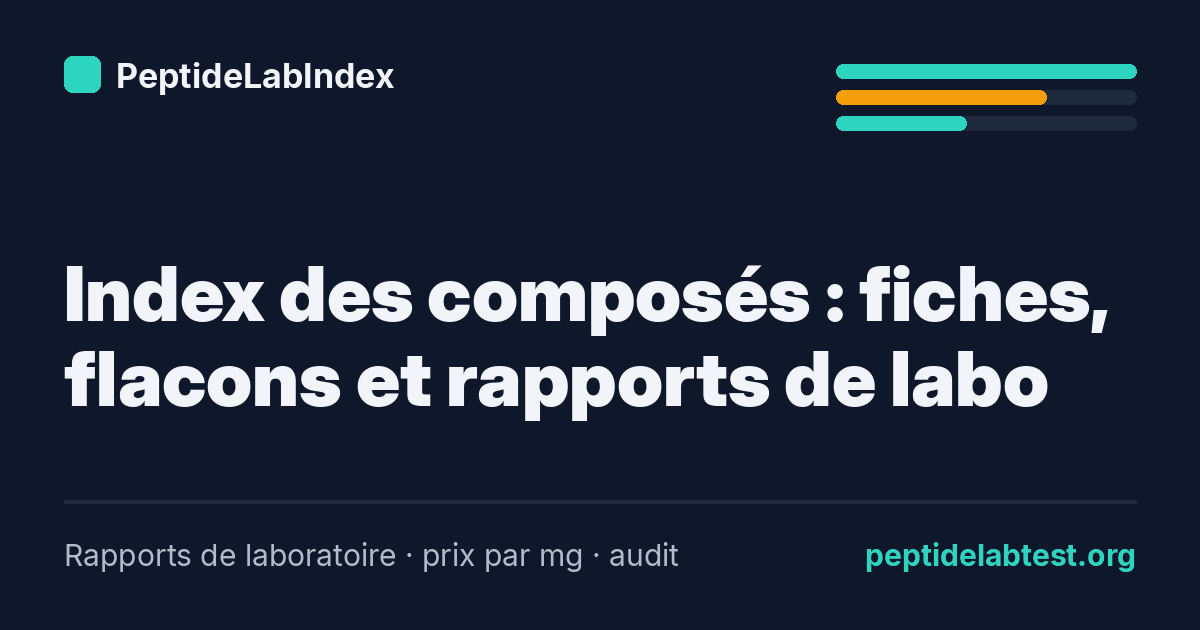 PeptideLabIndex
Index des composés : fiches,
flacons et rapports de labo
Rapports de laboratoire · prix par mg · audit
peptidelabtest.org